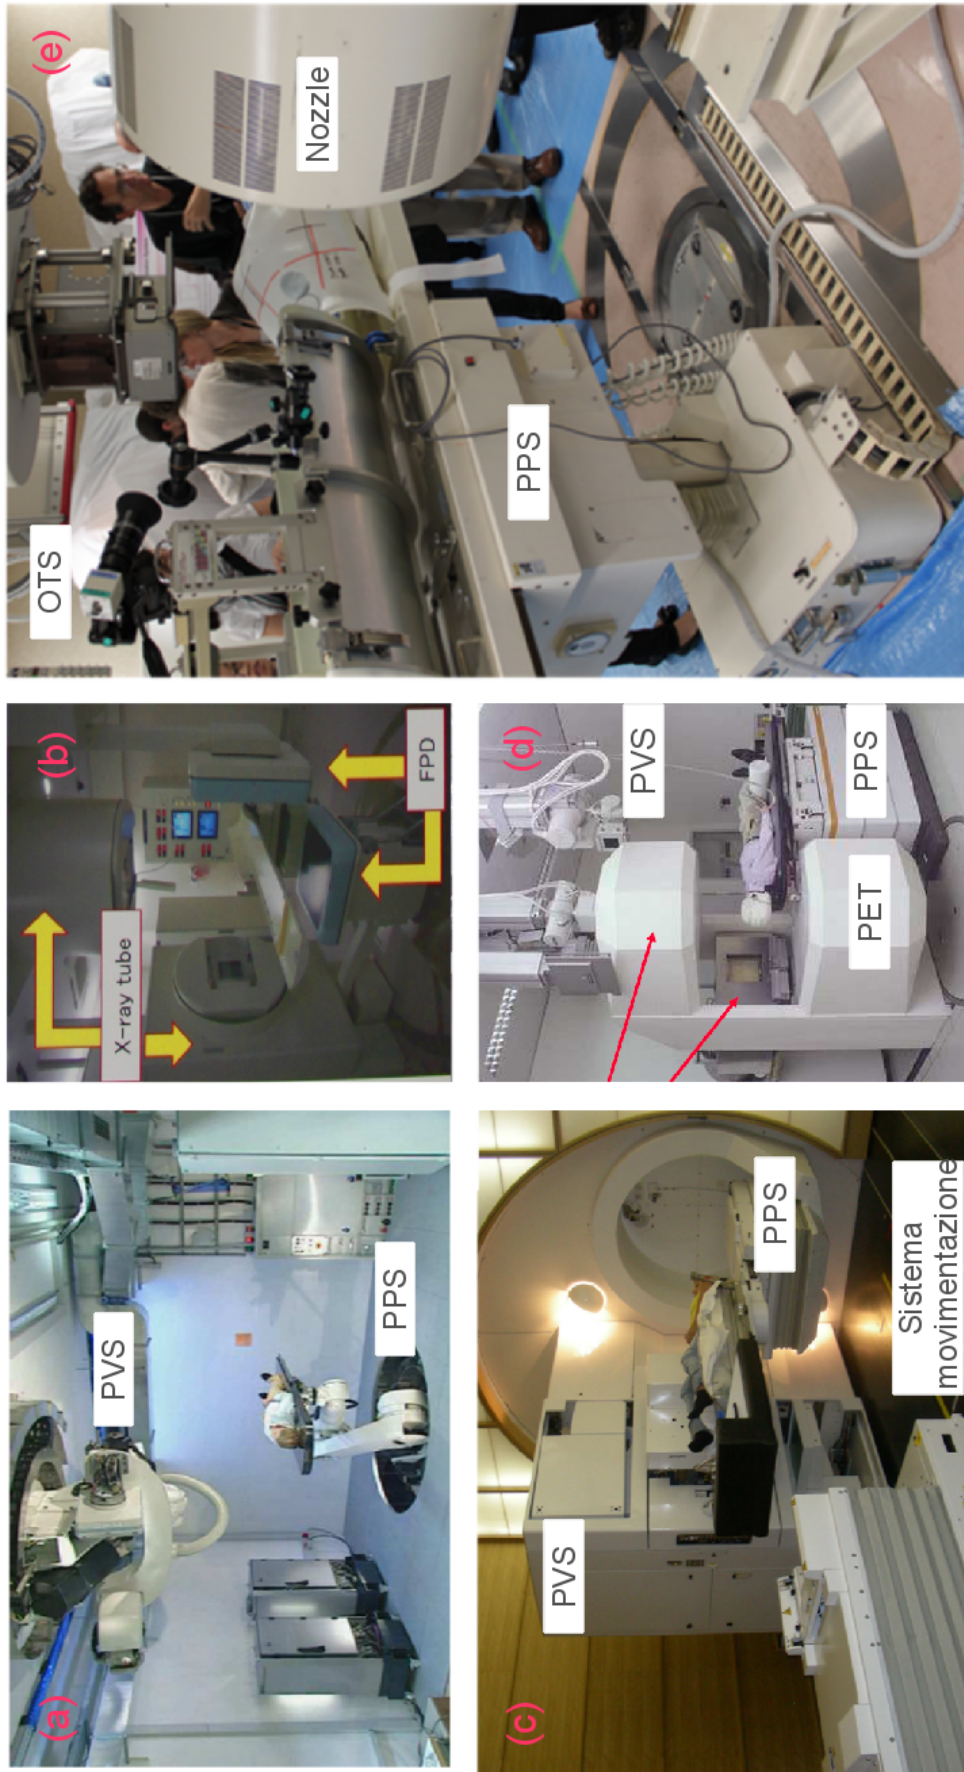 (a)
PVS
PPS
(b)
X-ray tube
FPD
(c)
PVS
PPS
Sistema
movimentazione
(d)
PVS
PPS
PET
(e)
OTS
Nozzle
PPS